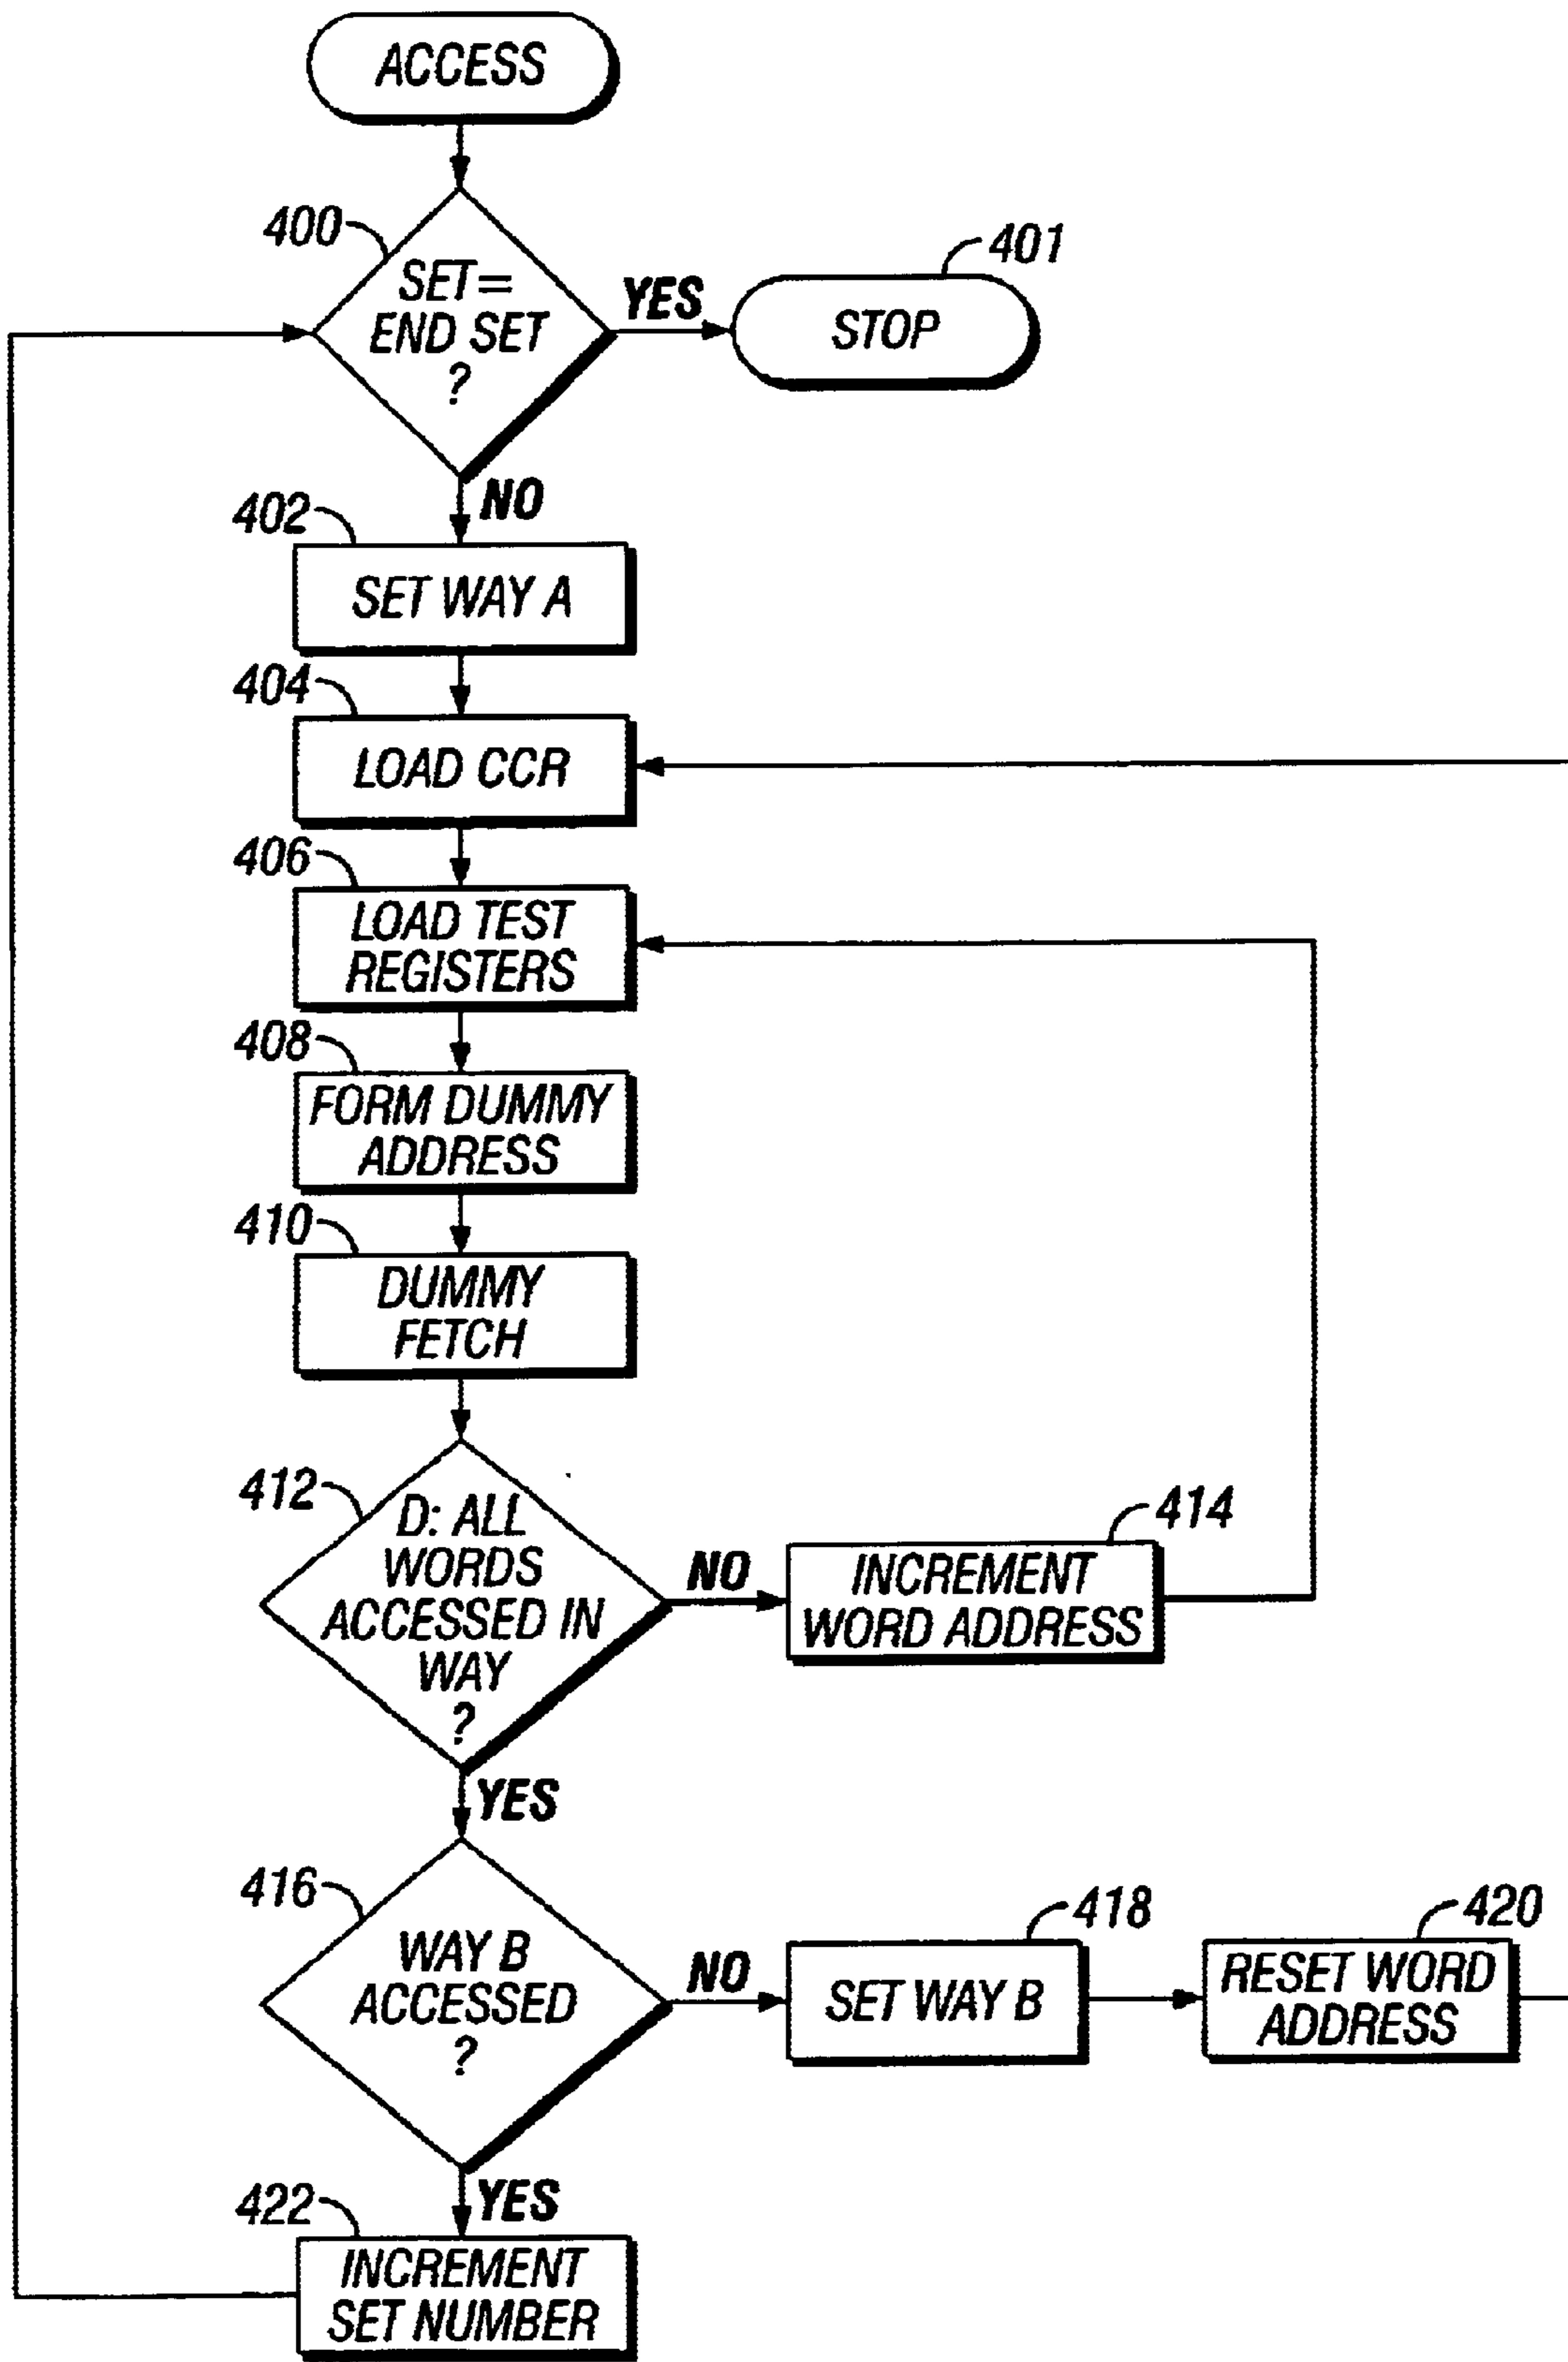 ACCESS
400
SET=
END SET
?
YES
401
STOP
NO
402
SET WAY A
404
LOAD CCR
406
LOAD TEST
REGISTERS
408
FORM DUMMY
ADDRESS
410
DUMMY
FETCH
412
D: ALL
WORDS
ACCESSED IN
WAY
?
NO
414
INCREMENT
WORD ADDRESS
YES
416
WAY B
ACCESSED
?
NO
418
SET WAY B
420
RESET WORD
ADDRESS
YES
422
INCREMENT
SET NUMBER